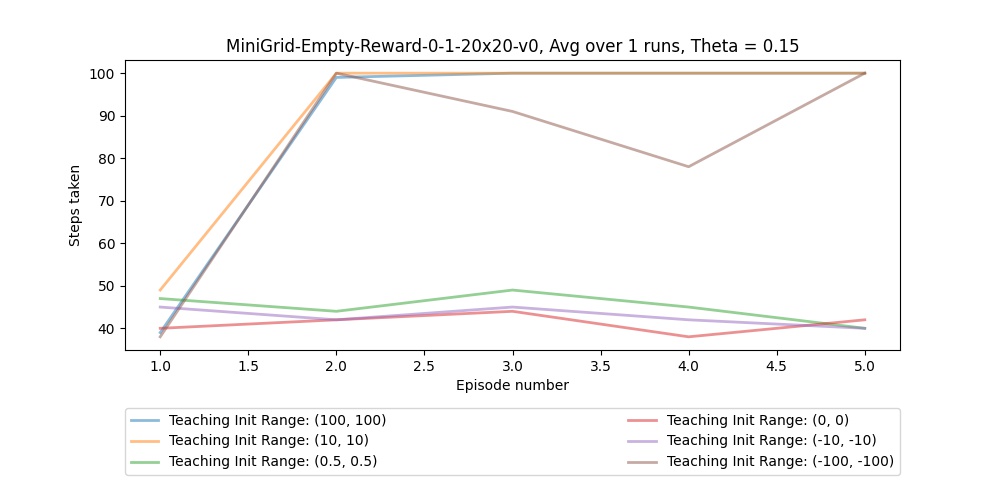 MiniGrid-Empty-Reward-0-1-20x20-v0, Avg over 1 runs, Theta = 0.15
100
90
80
70
60
50
40
Steps taken
1.0 1.5 2.0 2.5 3.0 3.5 4.0 4.5 5.0
Episode number
Teaching Init Range: (100, 100)
Teaching Init Range: (10, 10)
Teaching Init Range: (0.5, 0.5)
Teaching Init Range: (0, 0)
Teaching Init Range: (-10, -10)
Teaching Init Range: (-100, -100)